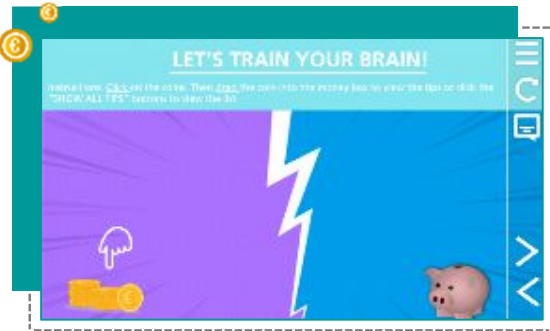 LET'S TRAIN YOUR BRAIN!
Instructions: Click on the coins. Then drag the coin into the money box to view the tips or click the
"SHOW ALL TIPS" buttons to view the list